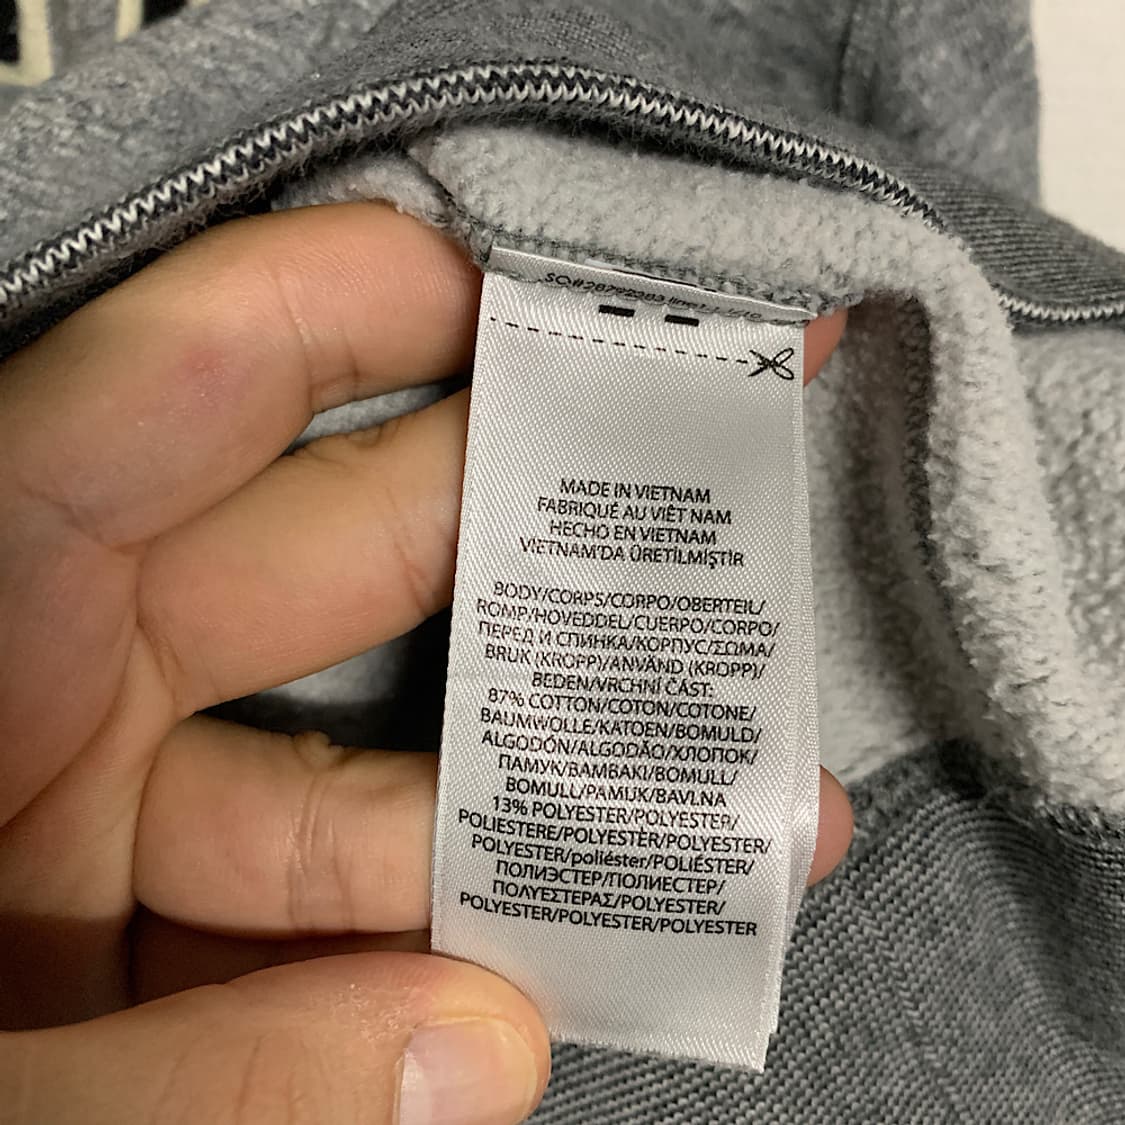 MADE IN VIETNAM
FABRIQUÉ AU VIÊT NAM
HECHO EN VIETNAM
VIETNAM'DA ÜRETİLMİŞTİR
BODY/CORPS/CORPO/OBERTEIL/
ROMP/HOVEDDEL/CUERPO/CORPO/
ПЕРЕД И СПИНКА/КОРПУС/ΣΩΜΑ/
BRUK (KROPP)/ANVÄND (KROPP)/
BEDEN/VRCHNÍ ČÁST:
87% COTTON/COTON/COTONE/
BAUMWOLLE/KATOEN/BOMULD/
ALGODÓN/ALGODÃO/ХЛОПОК/
ПАМУК/ΒΑΜΒΑΚΙ/BOMULL/
BOMULL/PAMUK/BAVLNA
13% POLYESTER/POLYESTER/
POLIESTERE/POLYESTER/POLYESTER/
POLYESTER/poliéster/POLIÉSTER/
ПОЛИЭСТЕР/ПОЛИЕСТЕР/
ΠΟΛΥΕΣΤΕΡΑΣ/POLYESTER/
POLYESTER/POLYESTER/POLYESTER